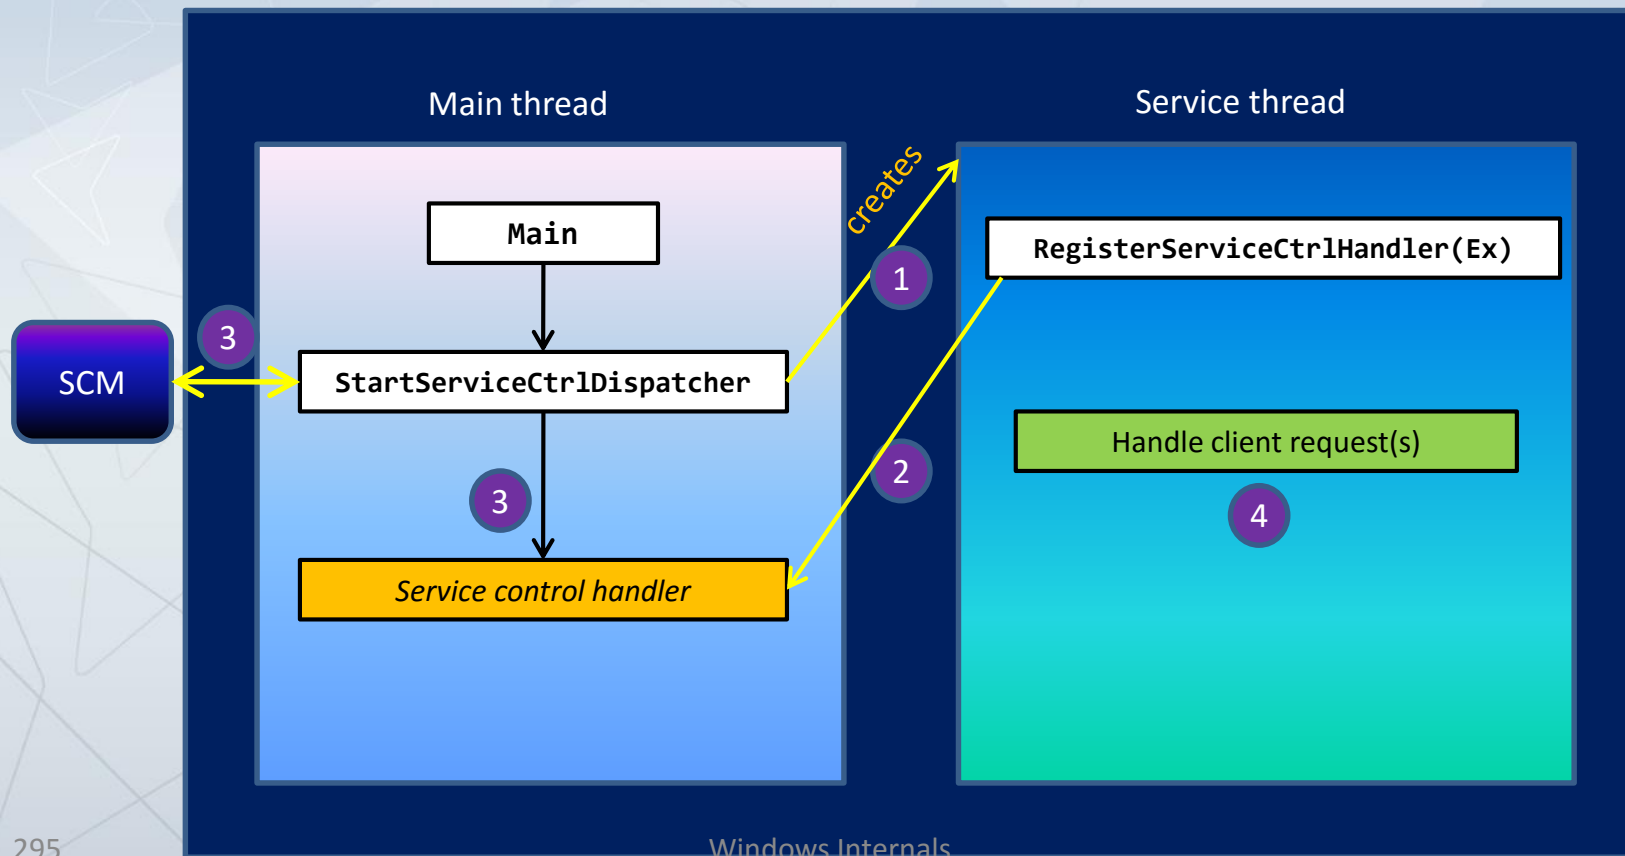 Main thread
Service thread
creates
Main
RegisterServiceCtrlHandler(Ex)
1
3
SCM
StartServiceCtrlDispatcher
Handle client request(s)
2
3
4
Service control handler
295
Windows Internals